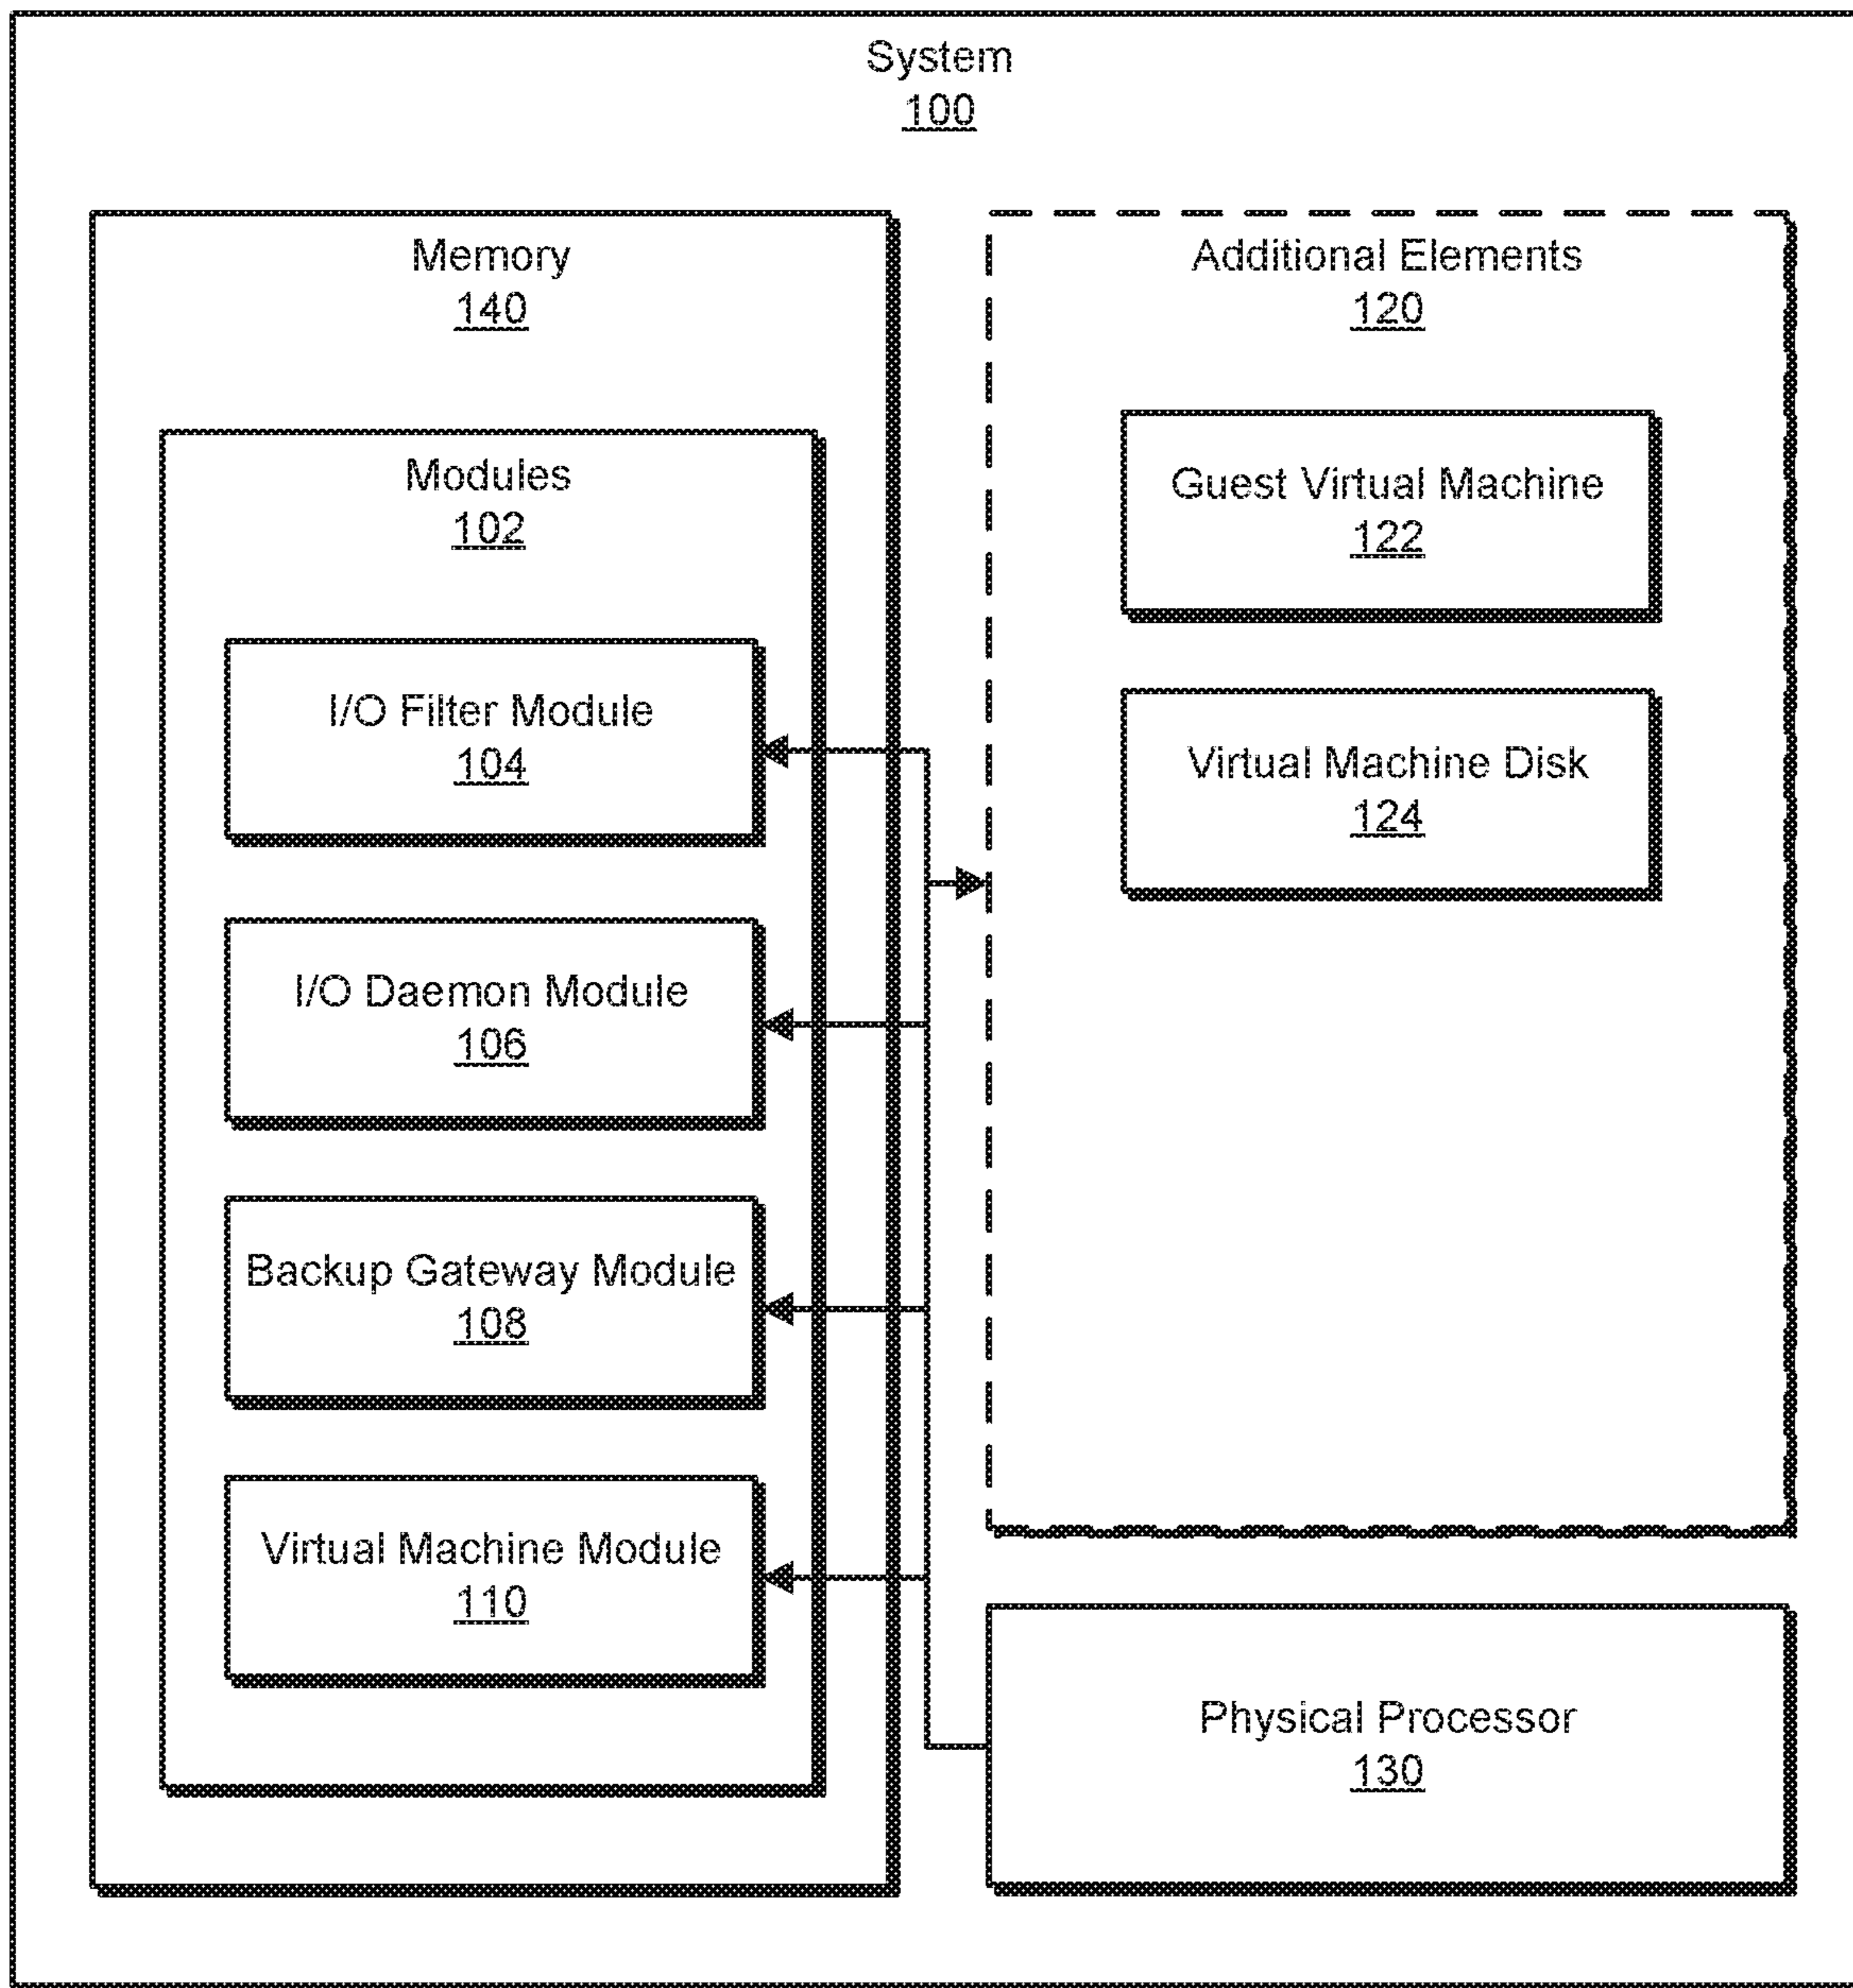 System
100
Memory
140
Modules
102
I/O Filter Module
104
I/O Daemon Module
106
Backup Gateway Module
108
Virtual Machine Module
110
Additional Elements
120
Guest Virtual Machine
122
Virtual Machine Disk
124
Physical Processor
130